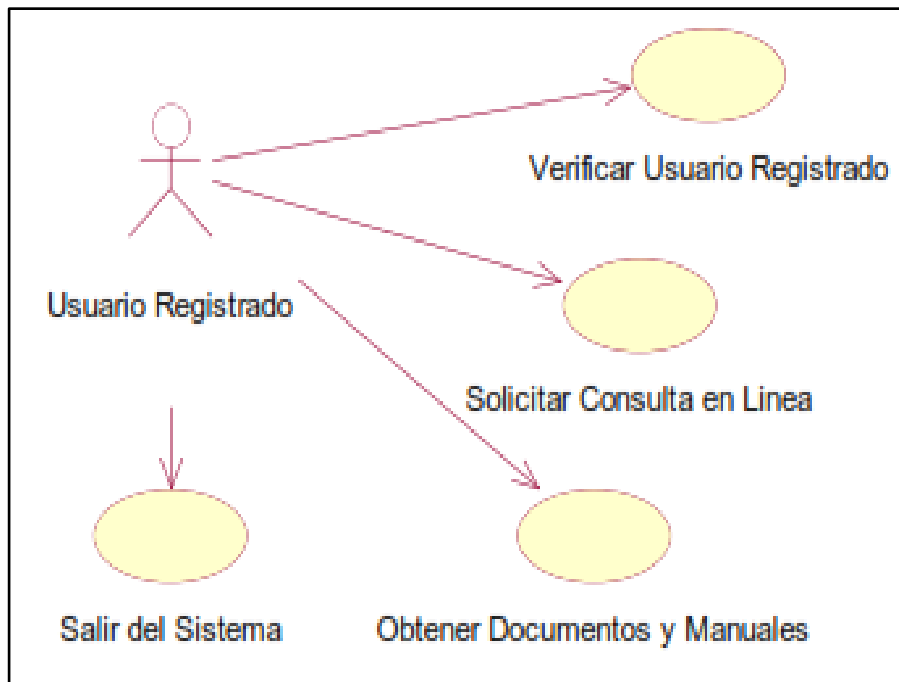 Verificar Usuario Registrado
Usuario Registrado
Solicitar Consulta en Linea
Salir del Sistema
Obtener Documentos y Manuales